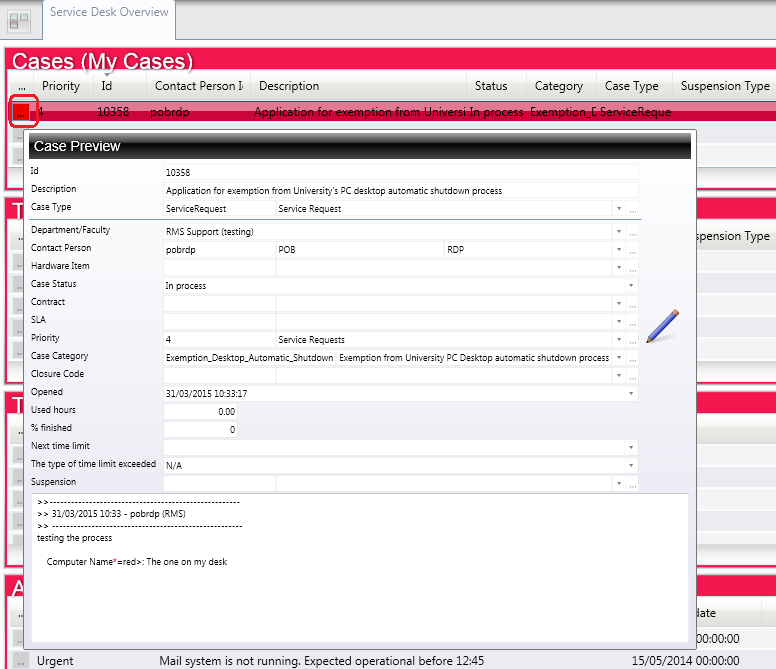 Service Desk Overview
Cases (My Cases)
... Priority Id Contact Person I Description Status Category Case Type Suspension Type
... 4 10358 pobrdp Application for exemption from Universi In process Exemption_E ServiceReque
Case Preview
Id 10358
Description Application for exemption from University's PC desktop automatic shutdown process
Case Type ServiceRequest Service Request ...
T
Department/Faculty RMS Support (testing) ...
... spension Type
Contact Person pobrdp POB RDP ...
Hardware Item ...
Case Status In process
Contract ...
SLA ...
Priority 4 Service Requests ...
Case Category Exemption_Desktop_Automatic_Shutdown Exemption from University PC Desktop automatic shutdown process ...
Closure Code ...
Opened 31/03/2015 10:33:17
T
Used hours 0.00
% finished 0
Next time limit
The type of time limit exceeded N/A
Suspension ...
>>-----------------------------------------------------
>> 31/03/2015 10:33 - pobrdp (RMS)
>> -----------------------------------------------------
testing the process
Computer Name*=red>: The one on my desk
A
... date
... 00:00:00
... Urgent Mail system is not running. Expected operational before 12:45 15/05/2014 00:00:00